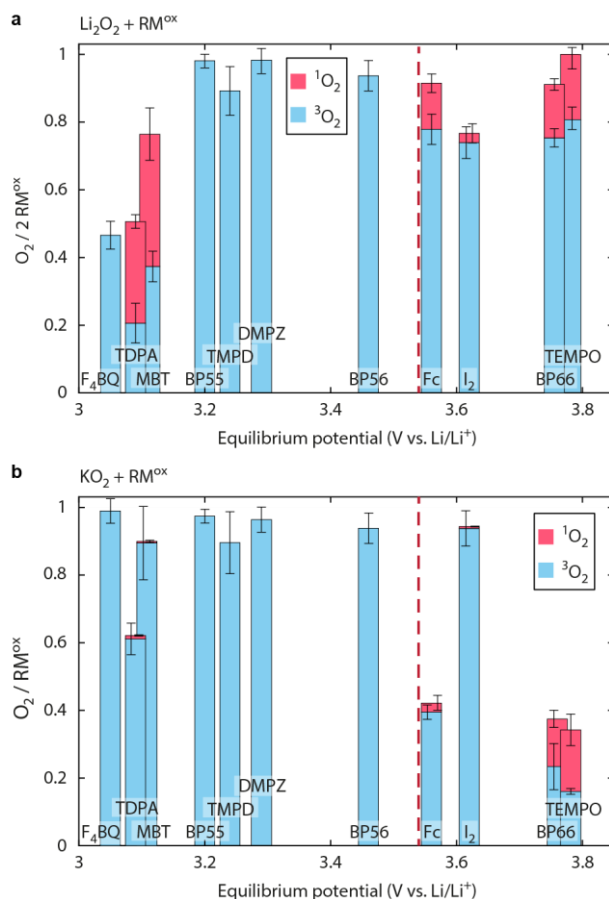 a
Li₂O₂ + RMᵒˣ
1
0.8
0.6
0.4
0.2
0
O₂ / 2 RMᵒˣ
¹O₂
³O₂
F₄BQ
TDPA
MBT
BP55
TMPD
DMPZ
BP56
Fc
I₂
BP66
TEMPO
3 3.2 3.4 3.6 3.8
Equilibrium potential (V vs. Li/Li⁺)
b
KO₂ + RMᵒˣ
1
0.8
0.6
0.4
0.2
0
O₂ / RMᵒˣ
¹O₂
³O₂
F₄BQ
TDPA
MBT
BP55
TMPD
DMPZ
BP56
Fc
I₂
BP66
TEMPO
3 3.2 3.4 3.6 3.8
Equilibrium potential (V vs. Li/Li⁺)